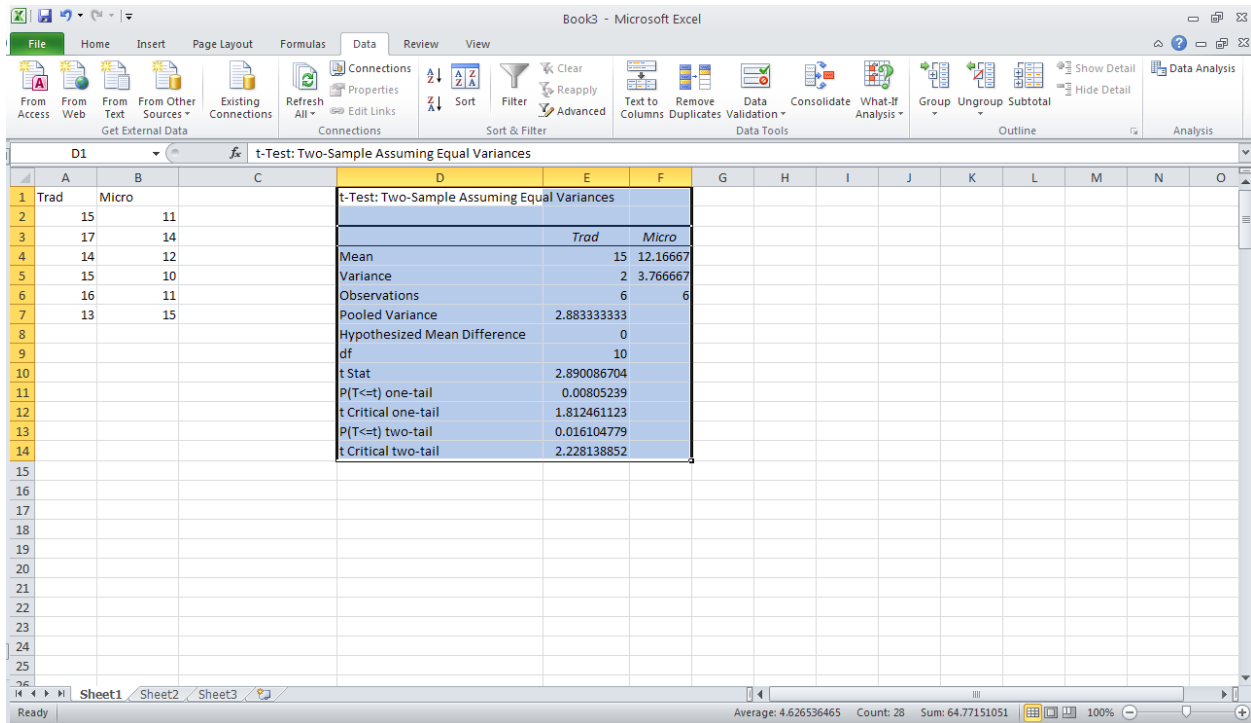 Book3 - Microsoft Excel
File Home Insert Page Layout Formulas Data Review View
From Access
From Web
From Text
From Other Sources
Existing Connections
Get External Data
Refresh All
Connections
Properties
Edit Links
Connections
Sort
Filter
Clear
Reapply
Advanced
Sort & Filter
Text to Columns
Remove Duplicates
Data Validation
Consolidate
What-If Analysis
Data Tools
Group
Ungroup
Subtotal
Show Detail
Hide Detail
Outline
Data Analysis
Analysis
D1 fx t-Test: Two-Sample Assuming Equal Variances
A B C D E F G H I J K L M N O
1 Trad Micro t-Test: Two-Sample Assuming Equal Variances
2 15 11
3 17 14 Trad Micro
4 14 12 Mean 15 12.16667
5 15 10 Variance 2 3.766667
6 16 11 Observations 6 6
7 13 15 Pooled Variance 2.883333333
8 Hypothesized Mean Difference 0
9 df 10
10 t Stat 2.890086704
11 P(T<=t) one-tail 0.00805239
12 t Critical one-tail 1.812461123
13 P(T<=t) two-tail 0.016104779
14 t Critical two-tail 2.228138852
15
16
17
18
19
20
21
22
23
24
25
26
Sheet1 Sheet2 Sheet3
Ready Average: 4.626536465 Count: 28 Sum: 64.77151051 100%